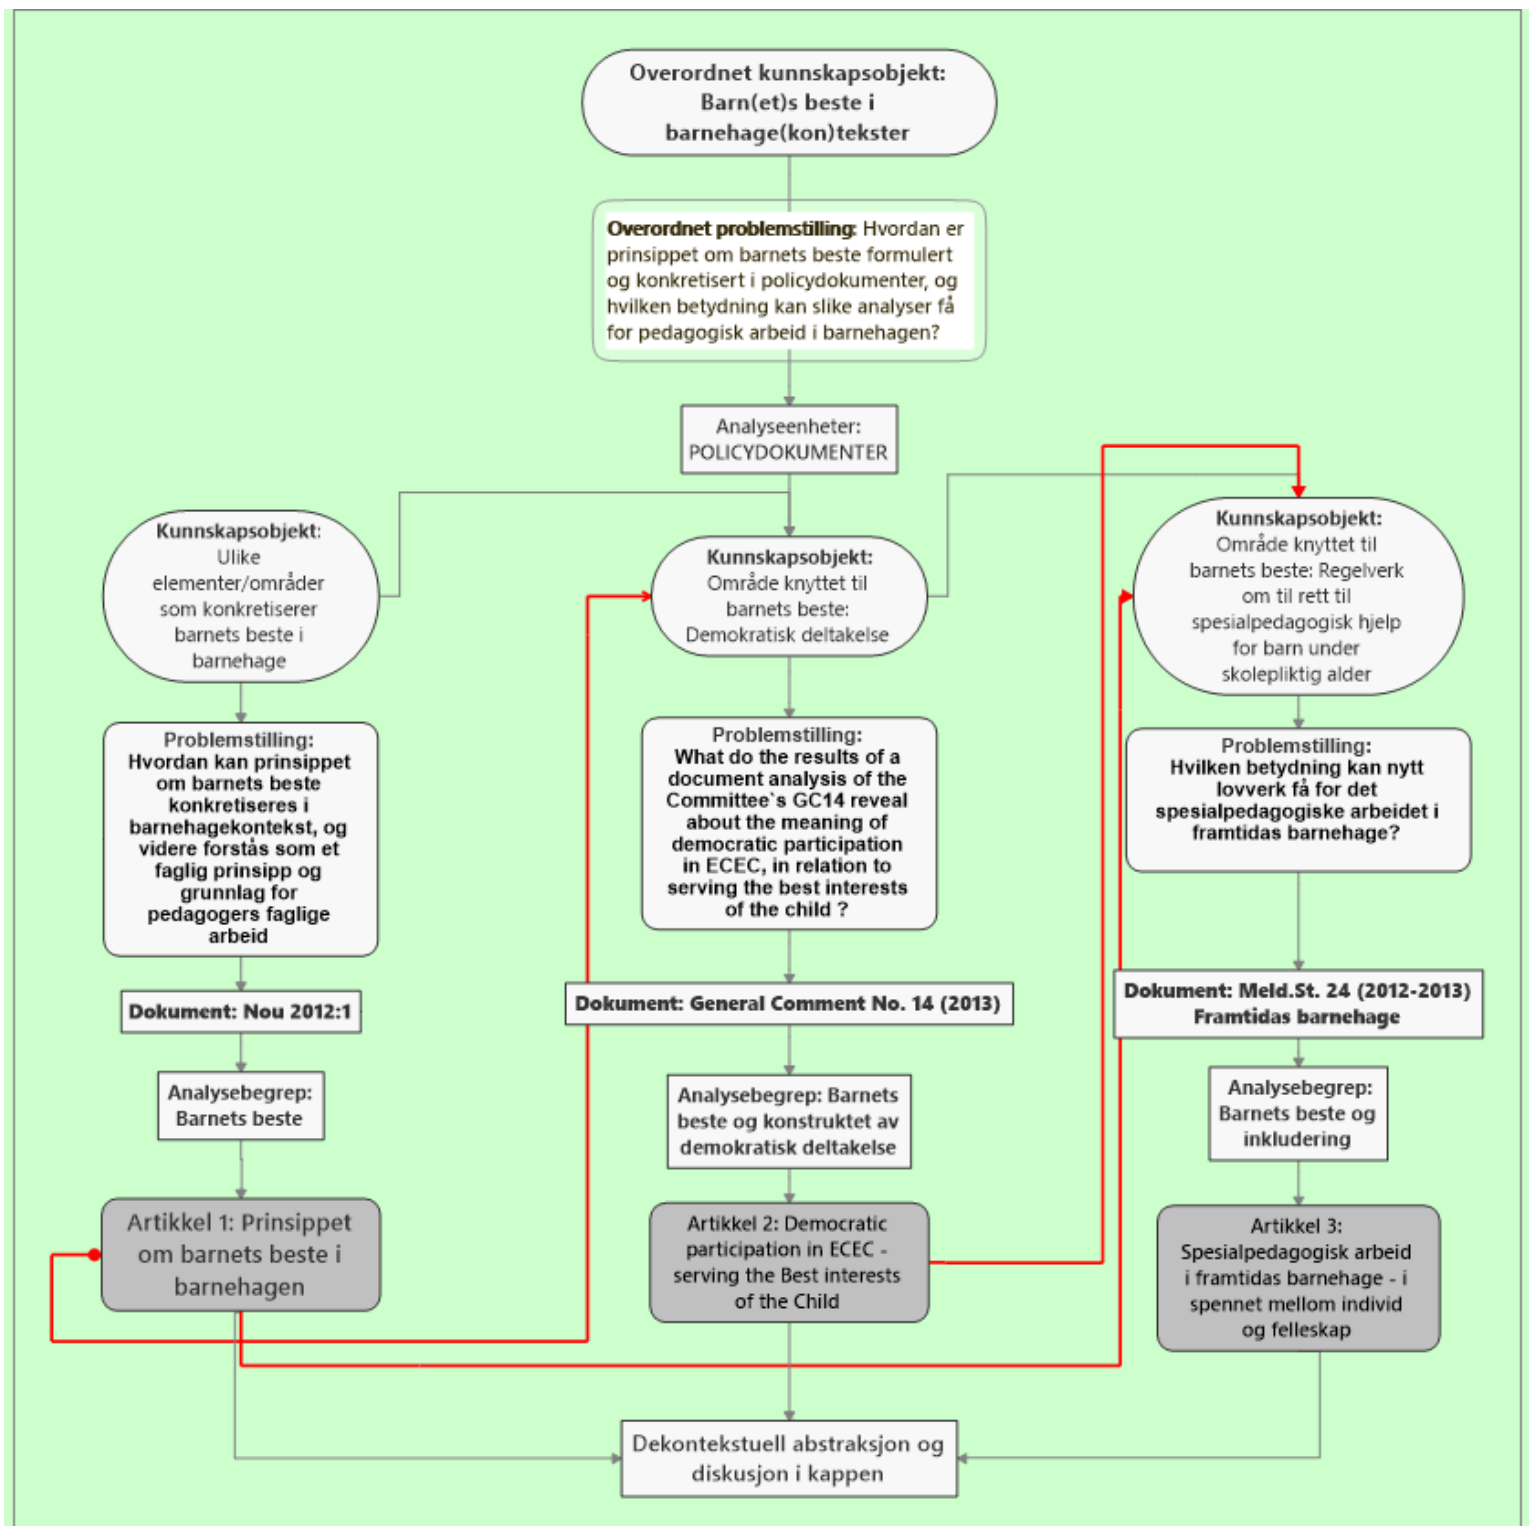 Overordnet kunnskapsobjekt:
Barn(et)s beste i
barnehage(kon)tekster
Overordnet problemstilling: Hvordan er
prinsippet om barnets beste formulert
og konkretisert i policydokumenter, og
hvilken betydning kan slike analyser få
for pedagogisk arbeid i barnehagen?
Analyseenheter:
POLICYDOKUMENTER
Kunnskapsobjekt:
Ulike
elementer/områder
som konkretiserer
barnets beste i
barnehage
Problemstilling:
Hvordan kan prinsippet
om barnets beste
konkretiseres i
barnehagekontekst, og
videre forstås som et
faglig prinsipp og
grunnlag for
pedagogers faglige
arbeid
Dokument: Nou 2012:1
Analysebegrep:
Barnets beste
Artikkel 1: Prinsippet
om barnets beste i
barnehagen
Kunnskapsobjekt:
Område knyttet til
barnets beste:
Demokratisk deltakelse
Problemstilling:
What do the results of a
document analysis of the
Committee`s GC14 reveal
about the meaning of
democratic participation
in ECEC, in relation to
serving the best interests
of the child ?
Dokument: General Comment No. 14 (2013)
Analysebegrep: Barnets
beste og konstruktet av
demokratisk deltakelse
Artikkel 2: Democratic
participation in ECEC -
serving the Best interests
of the Child
Kunnskapsobjekt:
Område knyttet til
barnets beste: Regelverk
om til rett til
spesialpedagogisk hjelp
for barn under
skolepliktig alder
Problemstilling:
Hvilken betydning kan nytt
lovverk få for det
spesialpedagogiske arbeidet i
framtidas barnehage?
Dokument: Meld.St. 24 (2012-2013)
Framtidas barnehage
Analysebegrep:
Barnets beste og
inkludering
Artikkel 3:
Spesialpedagogisk arbeid
i framtidas barnehage - i
spennet mellom individ
og felleskap
Dekontekstuell abstraksjon og
diskusjon i kappen